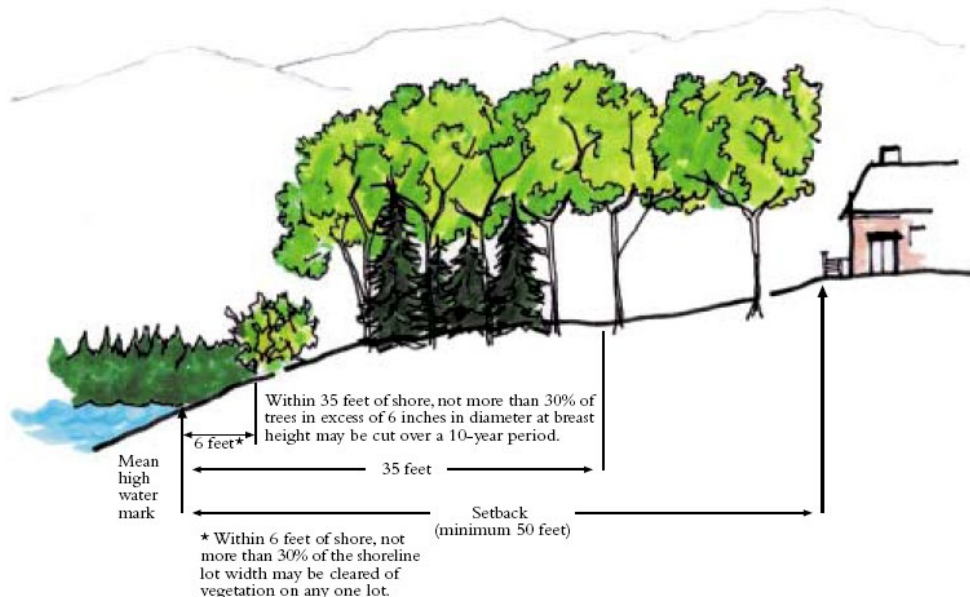 Within 35 feet of shore, not more than 30% of
trees in excess of 6 inches in diameter at breast
height may be cut over a 10-year period.
6 feet★
Mean
high
water
mark
35 feet
Setback
(minimum 50 feet)
★ Within 6 feet of shore, not
more than 30% of the shoreline
lot width may be cleared of
vegetation on any one lot.